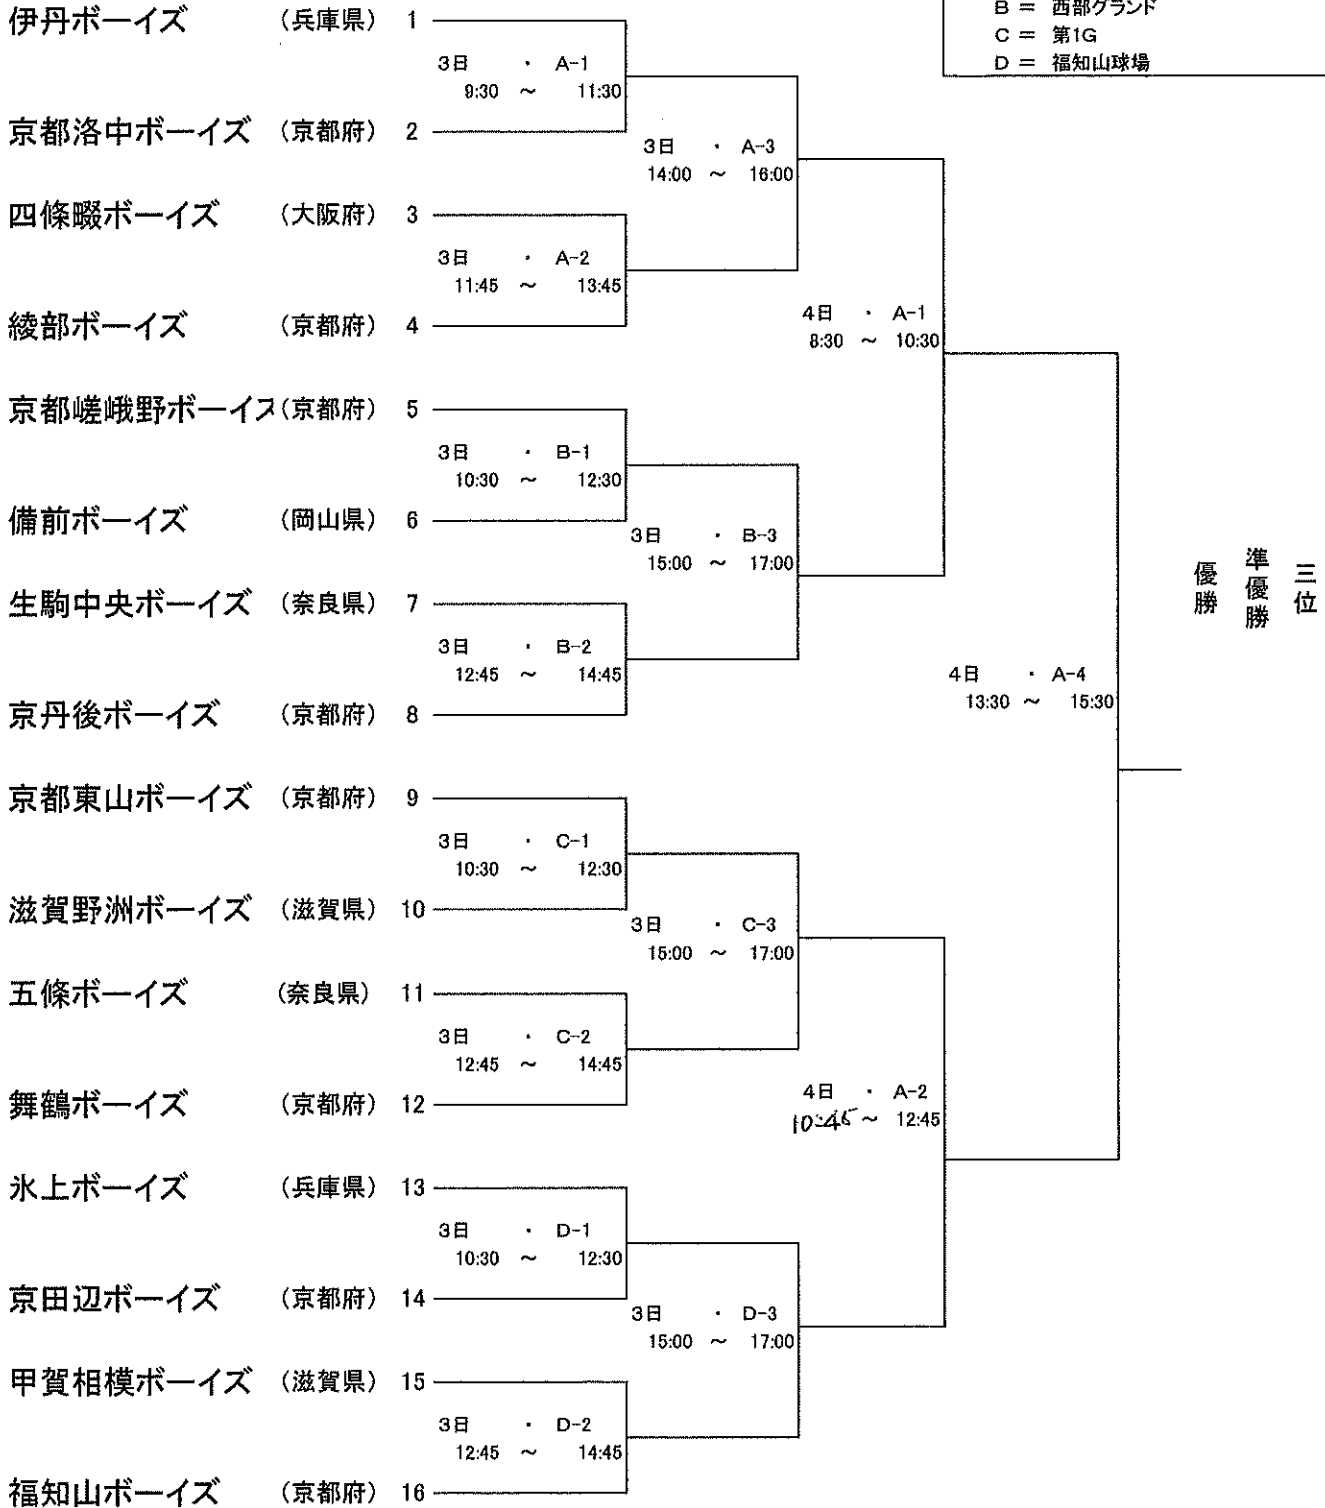 B = 西部グランド
C = 第1G
D = 福知山球場
伊丹ボーイズ (兵庫県) 1
3日 ・ A-1
9:30 ～ 11:30
京都洛中ボーイズ (京都府) 2
3日 ・ A-3
14:00 ～ 16:00
四條畷ボーイズ (大阪府) 3
3日 ・ A-2
11:45 ～ 13:45
綾部ボーイズ (京都府) 4
4日 ・ A-1
8:30 ～ 10:30
京都嵯峨野ボーイズ (京都府) 5
3日 ・ B-1
10:30 ～ 12:30
備前ボーイズ (岡山県) 6
3日 ・ B-3
15:00 ～ 17:00
生駒中央ボーイズ (奈良県) 7
3日 ・ B-2
12:45 ～ 14:45
京丹後ボーイズ (京都府) 8
優勝
準優勝
三位
4日 ・ A-4
13:30 ～ 15:30
京都東山ボーイズ (京都府) 9
3日 ・ C-1
10:30 ～ 12:30
滋賀野洲ボーイズ (滋賀県) 10
3日 ・ C-3
15:00 ～ 17:00
五條ボーイズ (奈良県) 11
3日 ・ C-2
12:45 ～ 14:45
舞鶴ボーイズ (京都府) 12
4日 ・ A-2
10:45 ～ 12:45
氷上ボーイズ (兵庫県) 13
3日 ・ D-1
10:30 ～ 12:30
京田辺ボーイズ (京都府) 14
3日 ・ D-3
15:00 ～ 17:00
甲賀相模ボーイズ (滋賀県) 15
3日 ・ D-2
12:45 ～ 14:45
福知山ボーイズ (京都府) 16